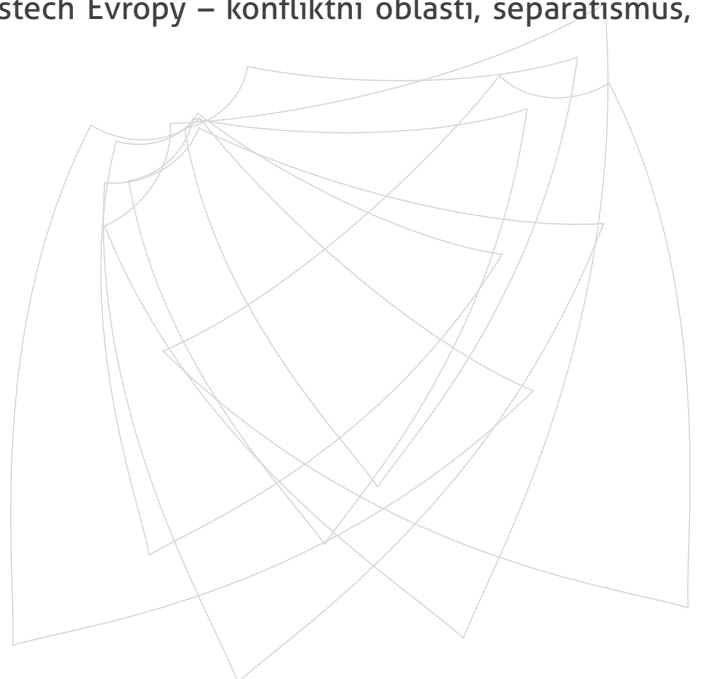 stech Evropy – konfliktní oblasti, separatismus,